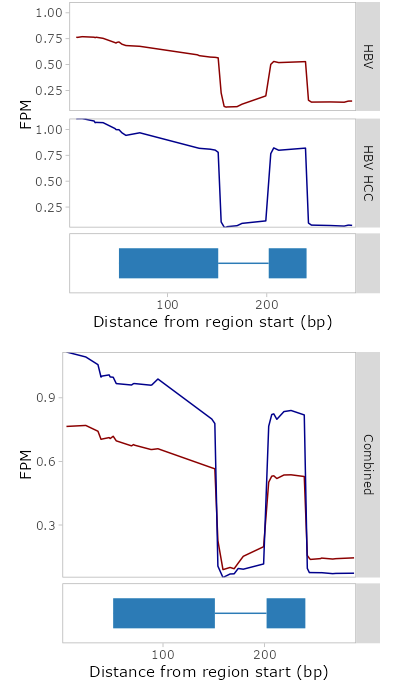 1.00
0.75
0.50
0.25
HBV
FPM
1.00
0.75
0.50
0.25
HBV HCC
100
200
Distance from region start (bp)
0.9
0.6
0.3
FPM
Combined
100
200
Distance from region start (bp)